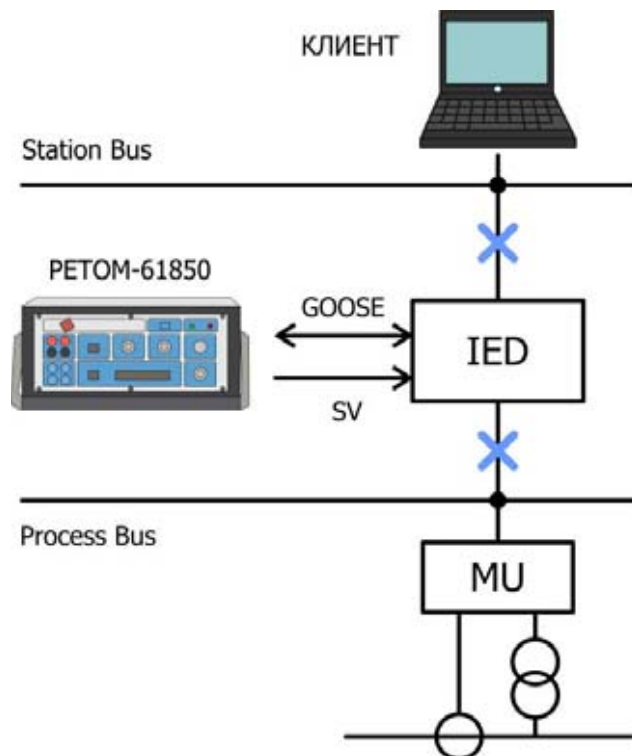 КЛИЕНТ
Station Bus
РЕТОМ-61850
GOOSE
IED
SV
Process Bus
MU